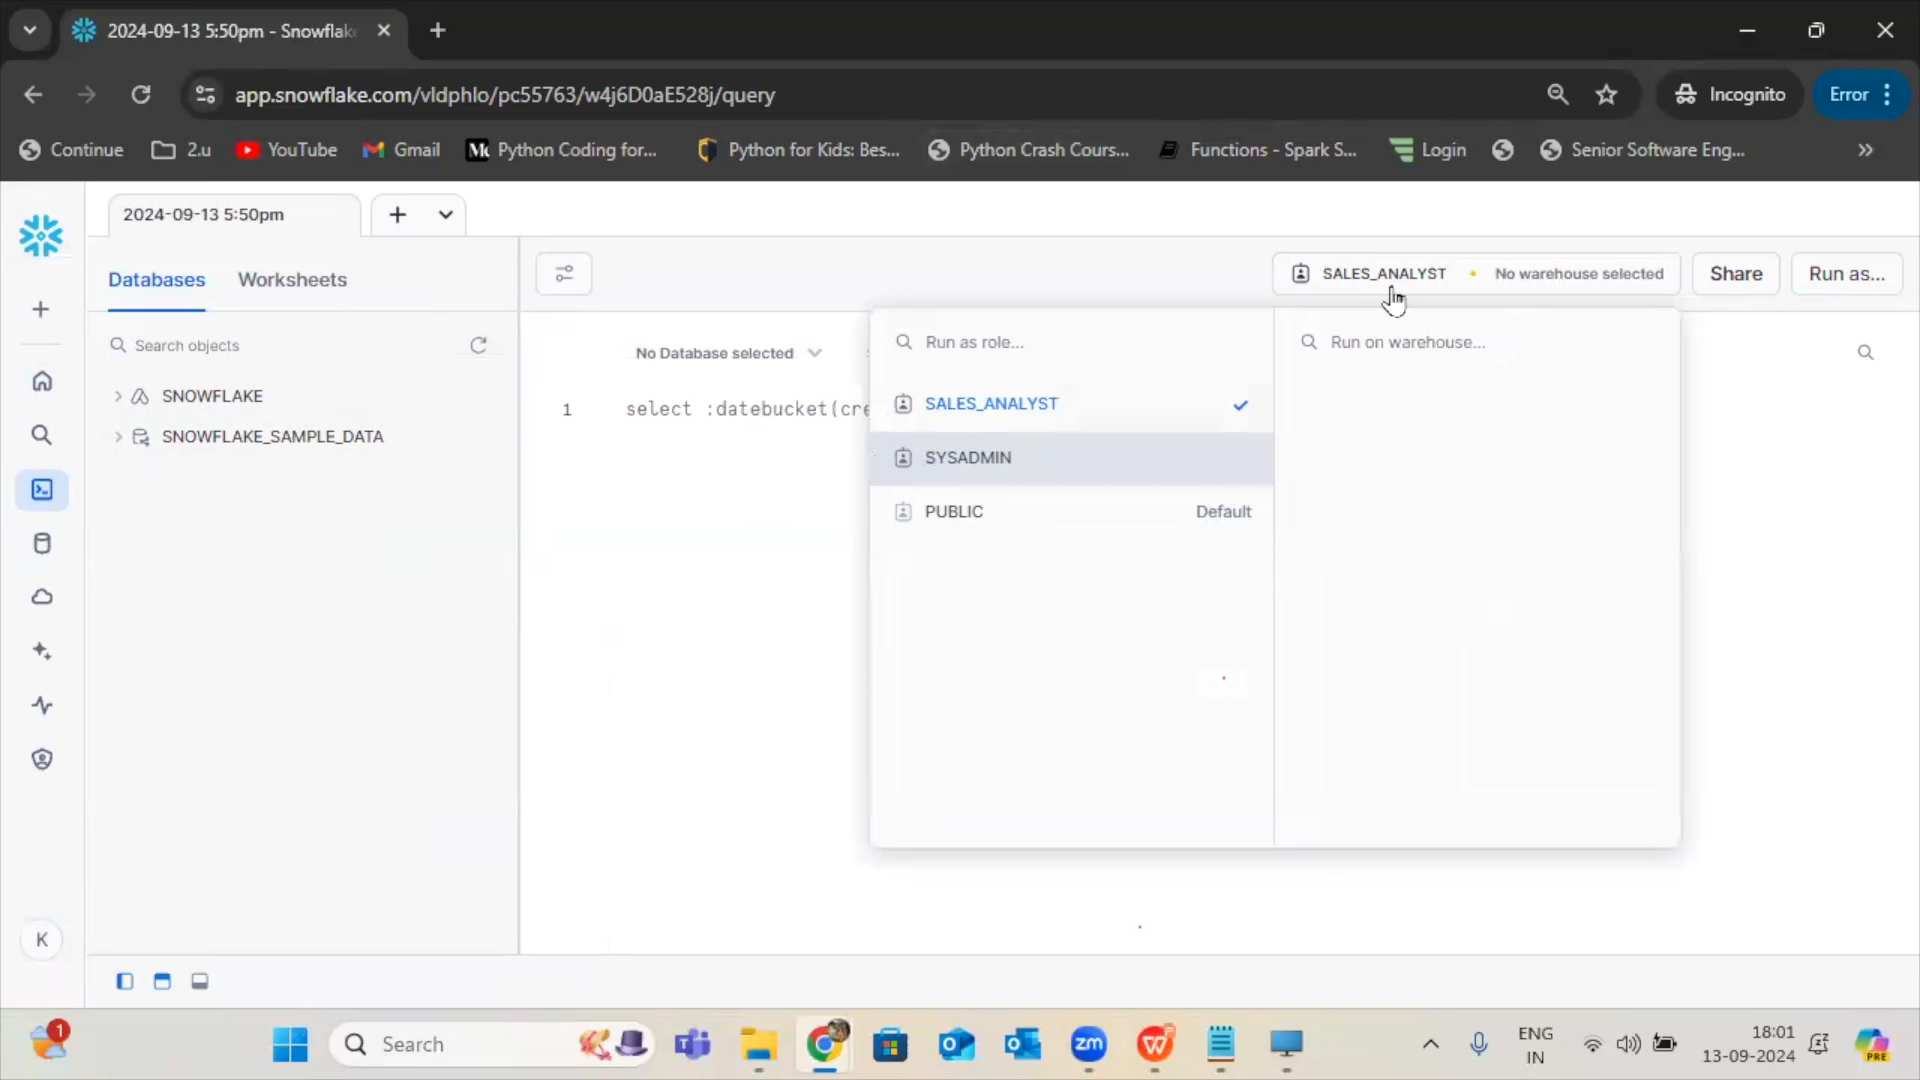 2024-09-13 5:50pm - Snowflak
app.snowflake.com/vldphlo/pc55763/w4j6D0aE528j/query
Incognito
Error
Continue
2.u
YouTube
Gmail
Python Coding for...
Python for Kids: Bes...
Python Crash Cours...
Functions - Spark S...
Login
Senior Software Eng...
2024-09-13 5:50pm
Databases
Worksheets
SALES_ANALYST
No warehouse selected
Share
Run as...
Search objects
No Database selected
Run as role...
Run on warehouse...
SNOWFLAKE
SNOWFLAKE_SAMPLE_DATA
1
select :datebucket(cre
SALES_ANALYST
SYSADMIN
PUBLIC
Default
K
1
Search
zm
ENG
IN
18:01
13-09-2024
PRE